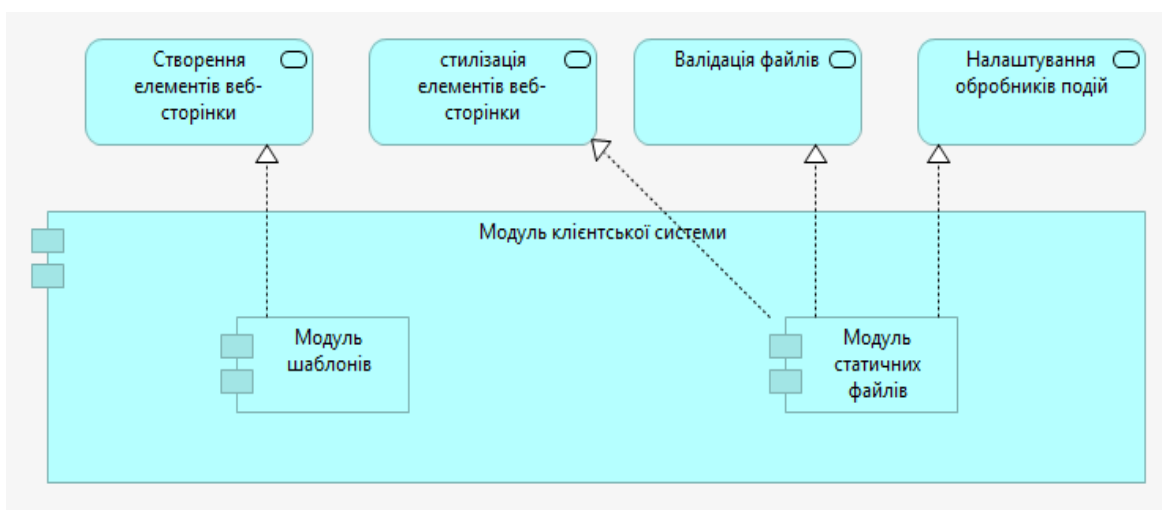 Створення
елементів веб-
сторінки
стилізація
елементів веб-
сторінки
Валідація файлів
Налаштування
обробників подій
Модуль клієнтської системи
Модуль
шаблонів
Модуль
статичних
файлів